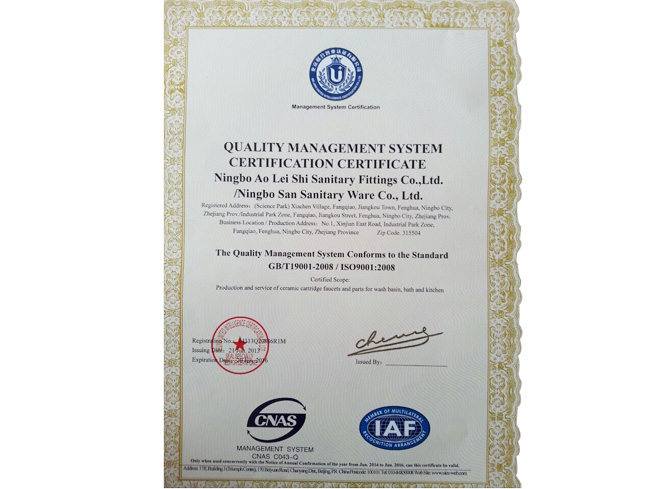 U
Management System Certification
QUALITY MANAGEMENT SYSTEM
CERTIFICATION CERTIFICATE
Ningbo Ao Lei Shi Sanitary Fittings Co.,Ltd.
/Ningbo San Sanitary Ware Co., Ltd.
Registered Address: (Science Park) Xiachen Village, Fangqiao, Jiangkou Town, Fenghua, Ningbo City,
Zhejiang Prov/Industrial Park Zone, Fangqiao, Jiangkou Street, Fenghua, Ningbo City, Zhejiang Prov.
Business Location / Production Address: No.1, Xinjian East Road, Industrial Park Zone,
Fangqiao, Fenghua, Ningbo City, Zhejiang Province Zip Code. 315504
The Quality Management System Conforms to the Standard
GB/T19001-2008 / ISO9001:2008
Certified Scope:
Production and service of ceramic cartridge faucets and parts for wash basin, bath and kitchen
Registration No.:
Issuing Date: 2013
Expiration Date: 2016
Issued By:
CNAS
MANAGEMENT SYSTEM
CNAS C043-Q
MEMBER OF MULTILATERAL
IAF
RECOGNITION ARRANGEMENT
Only when used concurrently with the Notice of Annual Confirmation of the year from Jan. 2014 to Jan. 2016, can this certificate be valid.